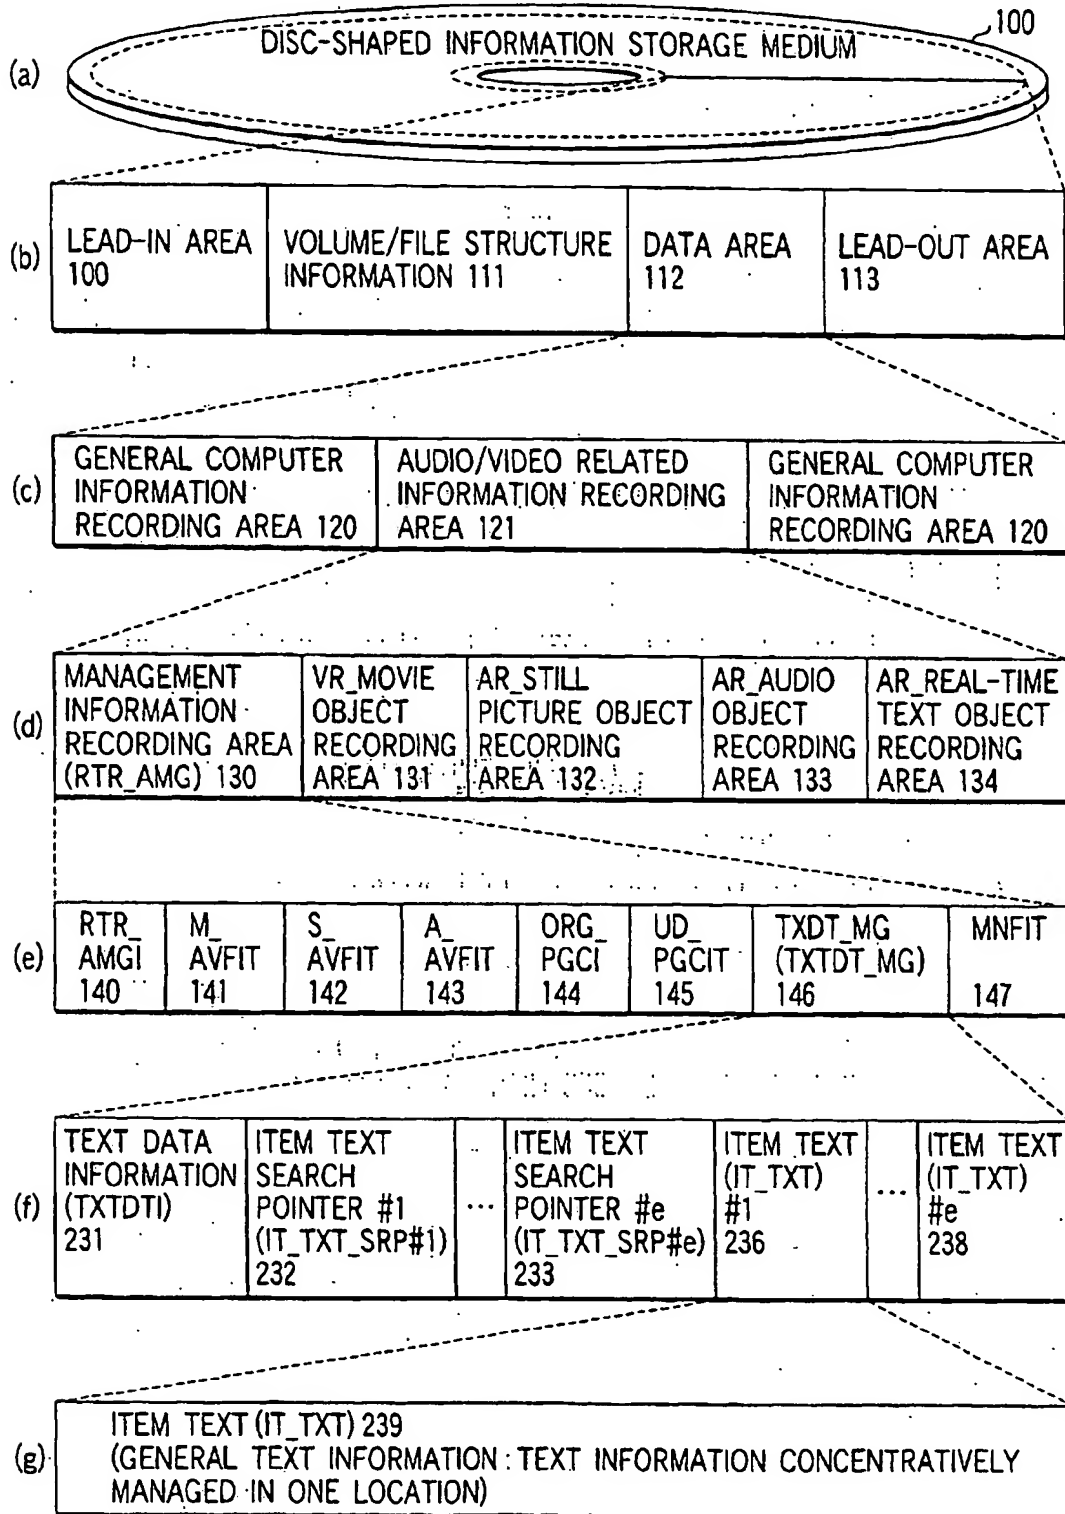 100
DISC-SHAPED INFORMATION STORAGE MEDIUM
(a)
(b)
LEAD-IN AREA
100
VOLUME/FILE STRUCTURE
INFORMATION 111
DATA AREA
112
LEAD-OUT AREA
113
(c)
GENERAL COMPUTER
INFORMATION
RECORDING AREA 120
AUDIO/VIDEO RELATED
INFORMATION RECORDING
AREA 121
GENERAL COMPUTER
INFORMATION
RECORDING AREA 120
(d)
MANAGEMENT
INFORMATION
RECORDING AREA
(RTR_AMG) 130
VR_MOVIE
OBJECT
RECORDING
AREA 131
AR_STILL
PICTURE OBJECT
RECORDING
AREA 132
AR_AUDIO
OBJECT
RECORDING
AREA 133
AR_REAL-TIME
TEXT OBJECT
RECORDING
AREA 134
(e)
RTR_
AMGI
140
M_
AVFIT
141
S_
AVFIT
142
A_
AVFIT
143
ORG_
PGCI
144
UD_
PGCIT
145
TXDT_MG
(TXTDT_MG)
146
MNFIT
147
(f)
TEXT DATA
INFORMATION
(TXTDTI)
231
ITEM TEXT
SEARCH
POINTER #1
(IT_TXT_SRP#1)
232
...
ITEM TEXT
SEARCH
POINTER #e
(IT_TXT_SRP#e)
233
ITEM TEXT
(IT_TXT)
#1
236
...
ITEM TEXT
(IT_TXT)
#e
238
(g)
ITEM TEXT (IT_TXT) 239
(GENERAL TEXT INFORMATION : TEXT INFORMATION CONCENTRATIVELY
MANAGED IN ONE LOCATION)